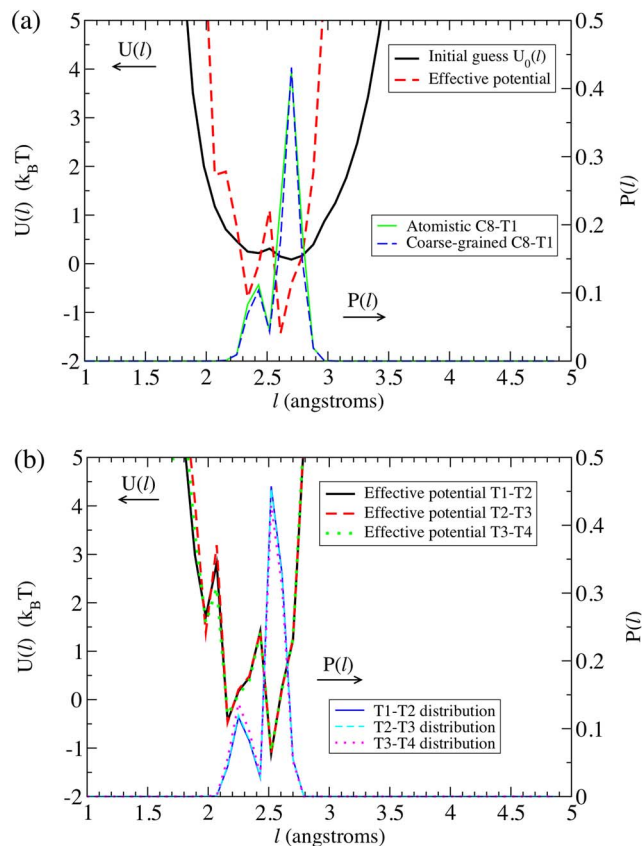 (a)
5
4
3
2
1
0
-1
-2
U(l) (k_BT)
U(l)
Initial guess U_0(l)
Effective potential
Atomistic C8-T1
Coarse-grained C8-T1
P(l)
0.5
0.4
0.3
0.2
0.1
0
P(l)
1 1.5 2 2.5 3 3.5 4 4.5 5
l (angstroms)
(b)
5
4
3
2
1
0
-1
-2
U(l) (k_BT)
U(l)
Effective potential T1-T2
Effective potential T2-T3
Effective potential T3-T4
P(l)
T1-T2 distribution
T2-T3 distribution
T3-T4 distribution
0.5
0.4
0.3
0.2
0.1
0
P(l)
1 1.5 2 2.5 3 3.5 4 4.5 5
l (angstroms)